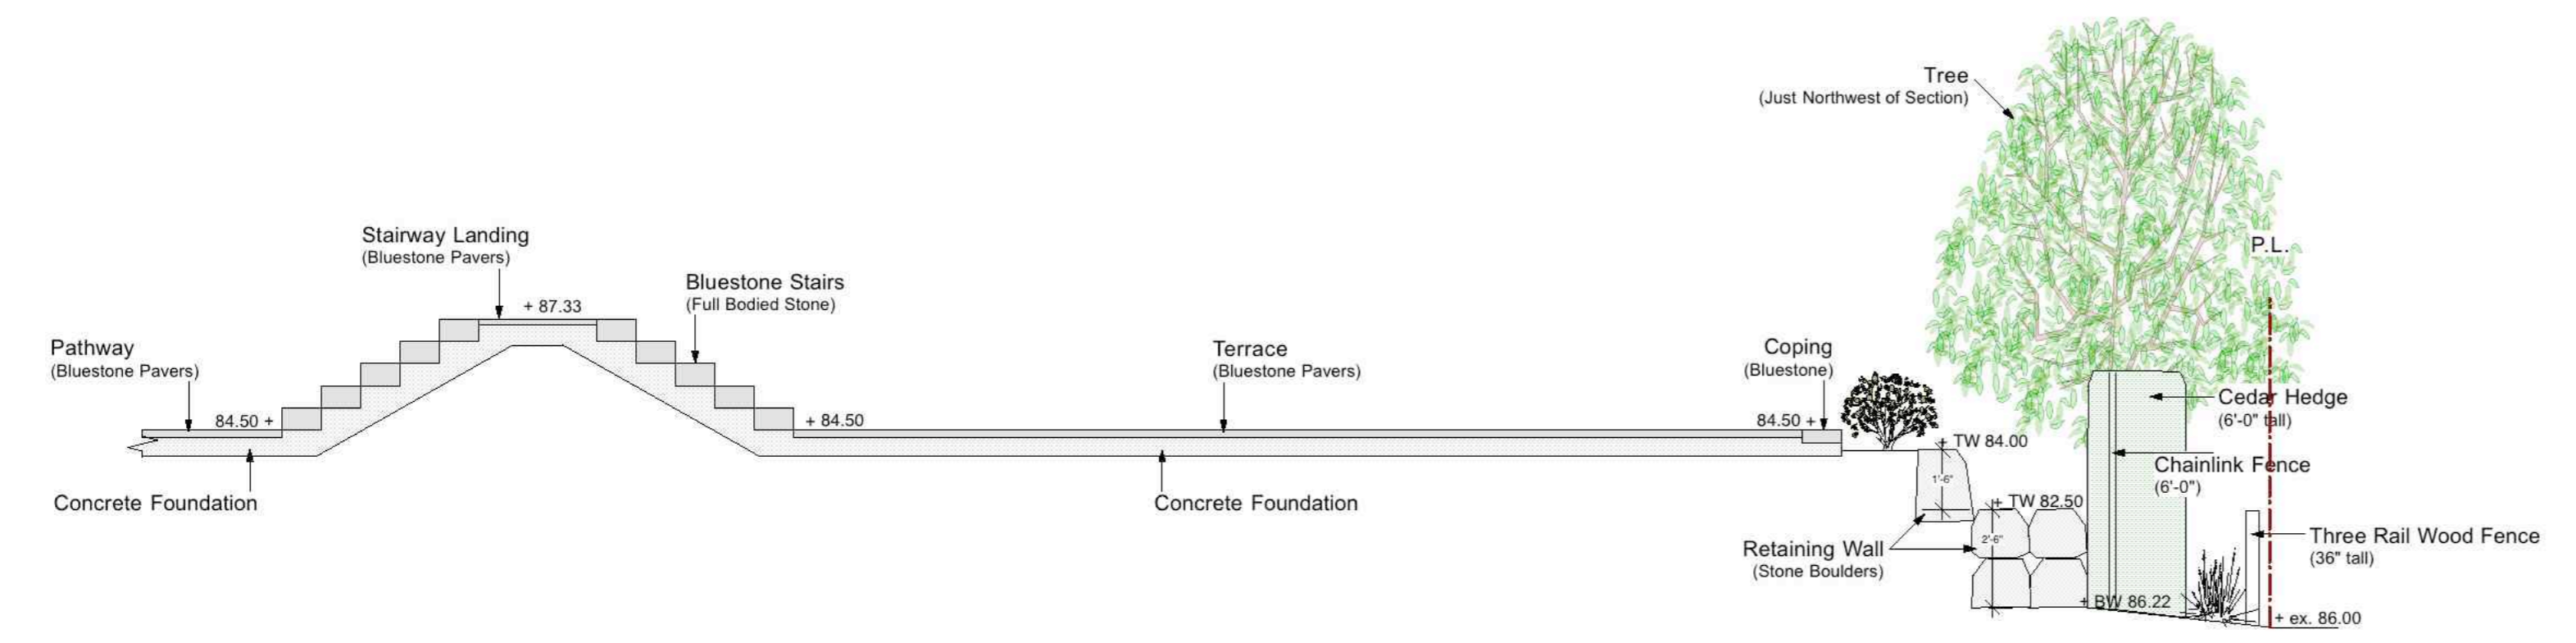 Tree
(Just Northwest of Section)
P.L.
Stairway Landing
(Bluestone Pavers)
+ 87.33
Bluestone Stairs
(Full Bodied Stone)
Pathway
(Bluestone Pavers)
84.50 +
+ 84.50
Terrace
(Bluestone Pavers)
Coping
(Bluestone)
84.50 +
Cedar Hedge
(6'-0" tall)
+ TW 84.00
Chainlink Fence
(6'-0")
1'-6"
Concrete Foundation
Concrete Foundation
+ TW 82.50
2'-6"
Retaining Wall
(Stone Boulders)
Three Rail Wood Fence
(36" tall)
+ BW 86.22
+ ex. 86.00